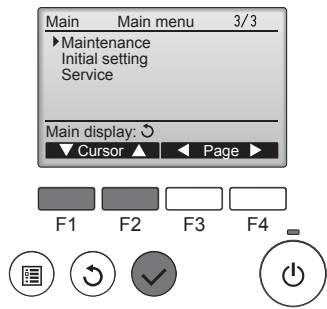 Main Main menu 3/3
Maintenance
Initial setting
Service
Main display:
Cursor Page
F1 F2 F3 F4